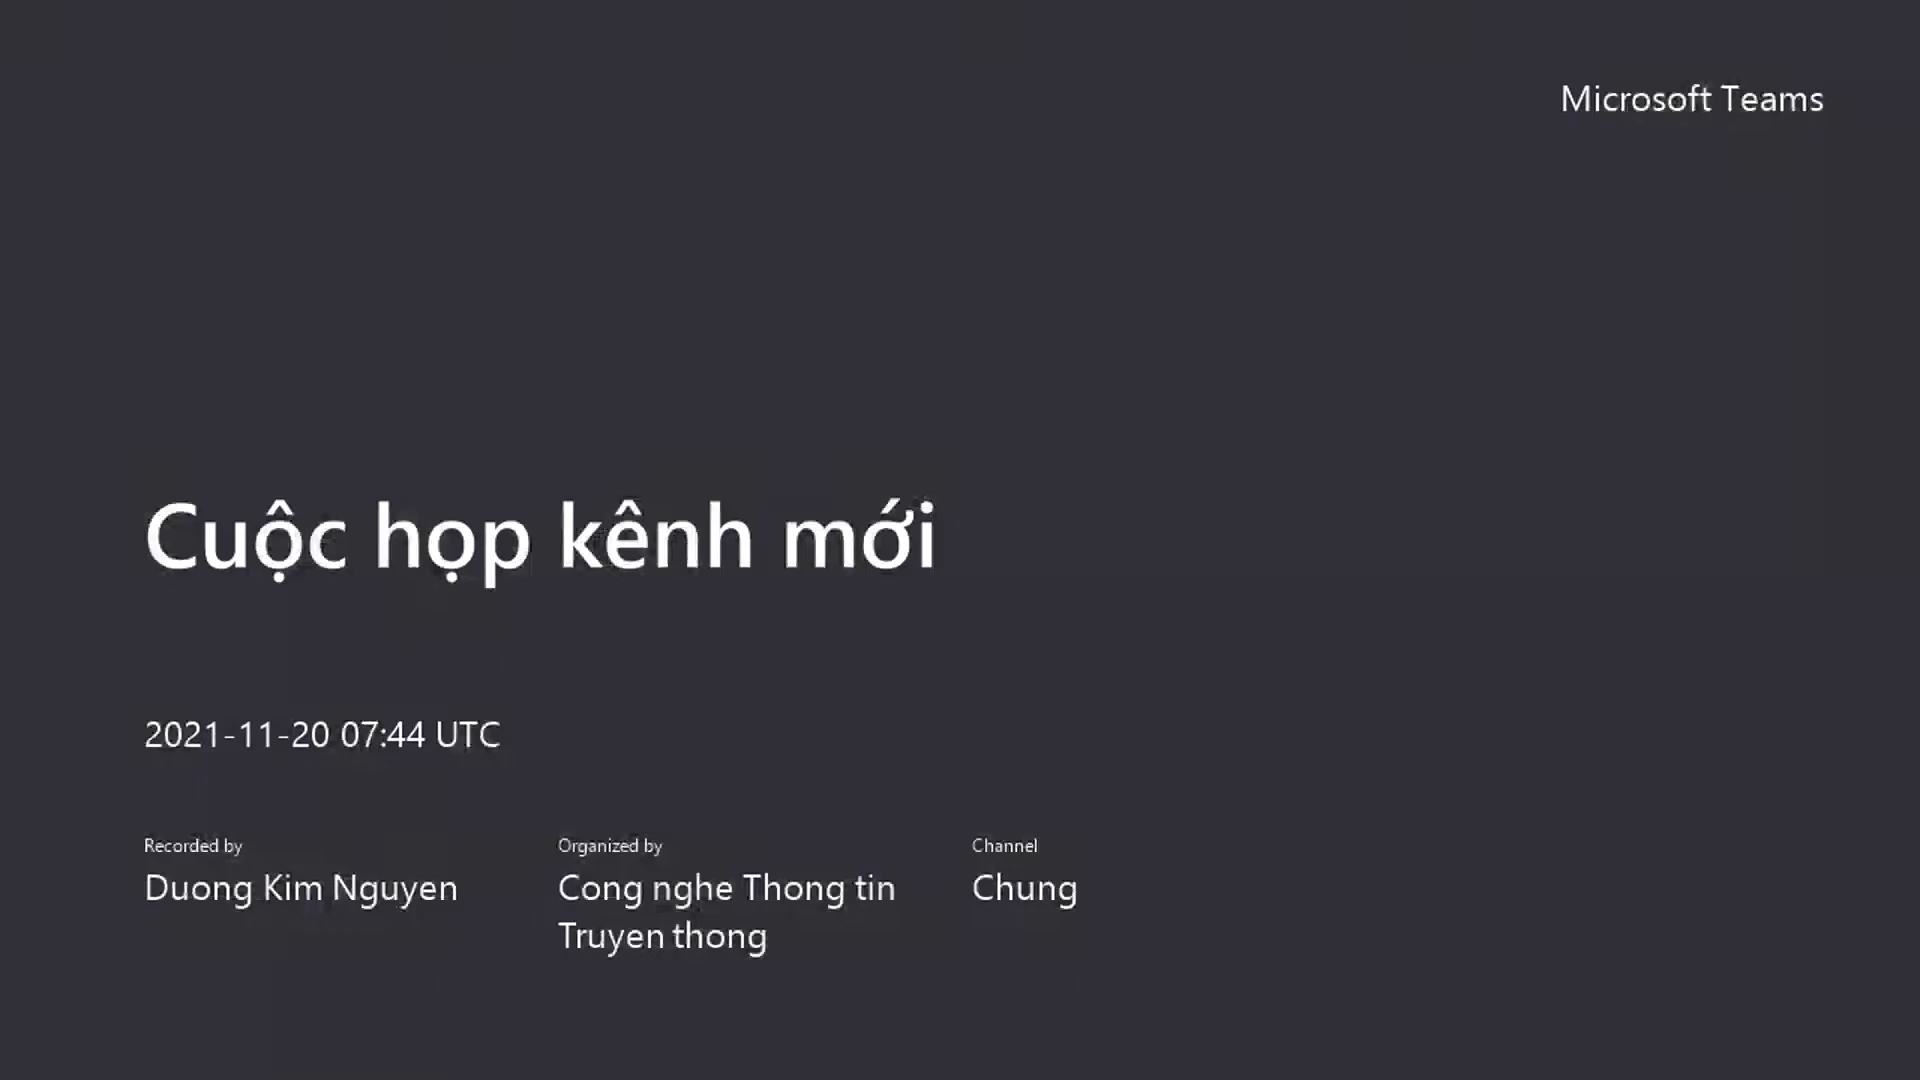 Microsoft Teams
Cuộc họp kênh mới
2021-11-20 07:44 UTC
Recorded by
Duong Kim Nguyen
Organized by
Cong nghe Thong tin
Truyen thong
Channel
Chung